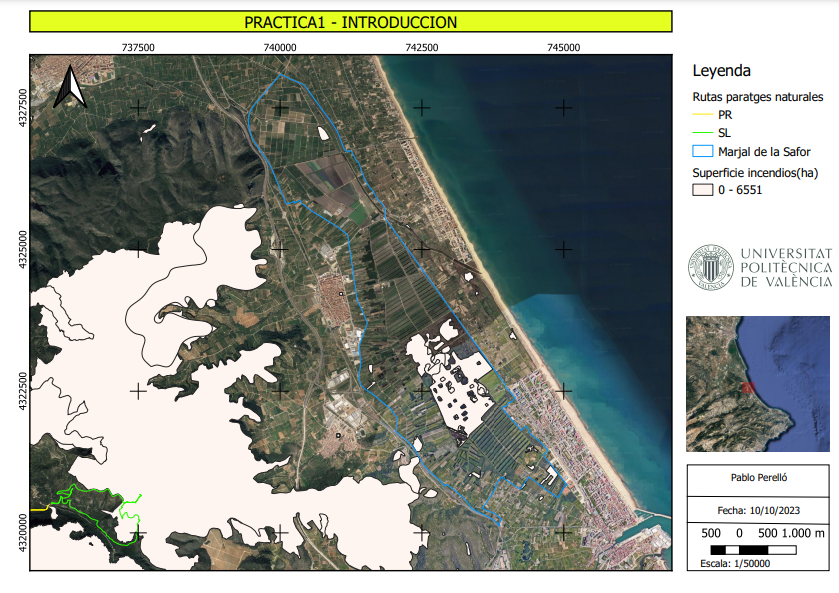 PRACTICA1 - INTRODUCCION
737500 740000 742500 745000
4327500
4325000
4322500
4320000
Leyenda
Rutas paratges naturales
PR
SL
Marjal de la Safor
Superficie incendios(ha)
0 - 6551
UNIVERSITAT
POLITÈCNICA
DE VALÈNCIA
Pablo Perelló
Fecha: 10/10/2023
500 0 500 1.000 m
Escala: 1/50000